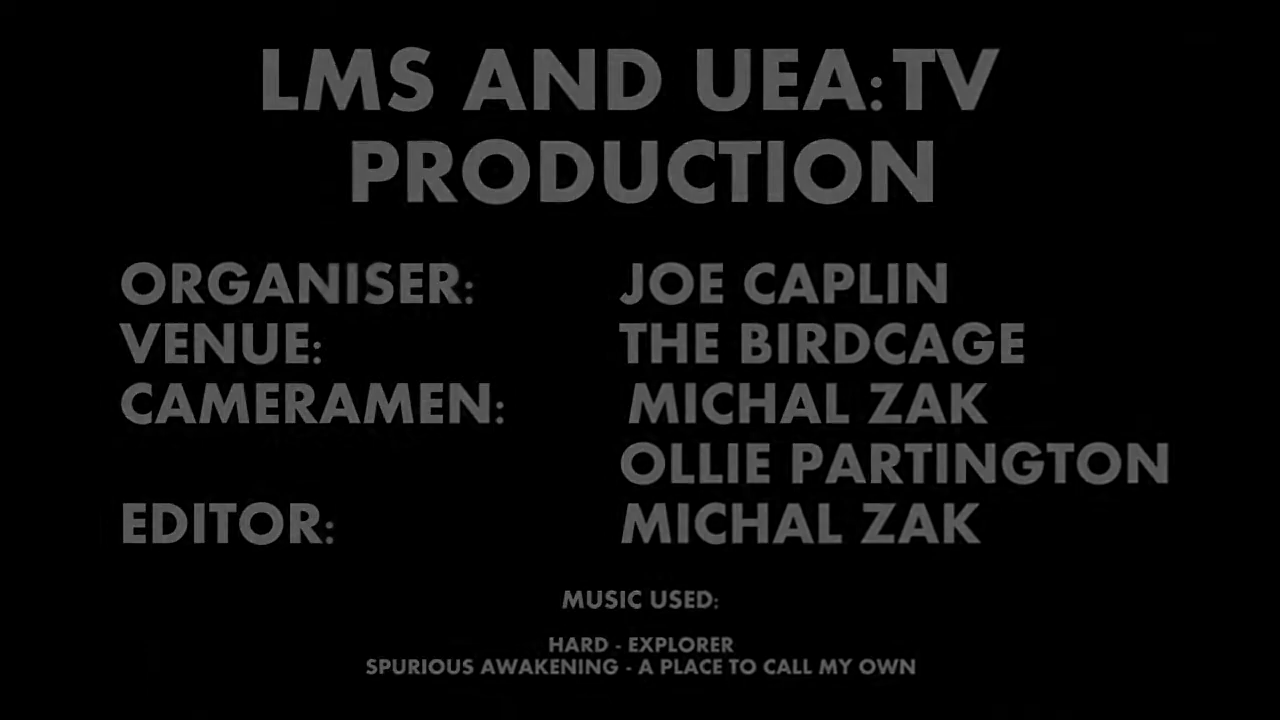 LMS AND UEA:TV
PRODUCTION
ORGANISER: JOE CAPLIN
VENUE: THE BIRDCAGE
CAMERAMEN: MICHAL ZAK
OLLIE PARTINGTON
EDITOR: MICHAL ZAK
MUSIC USED:
HARD - EXPLORER
SPURIOUS AWAKENING - A PLACE TO CALL MY OWN